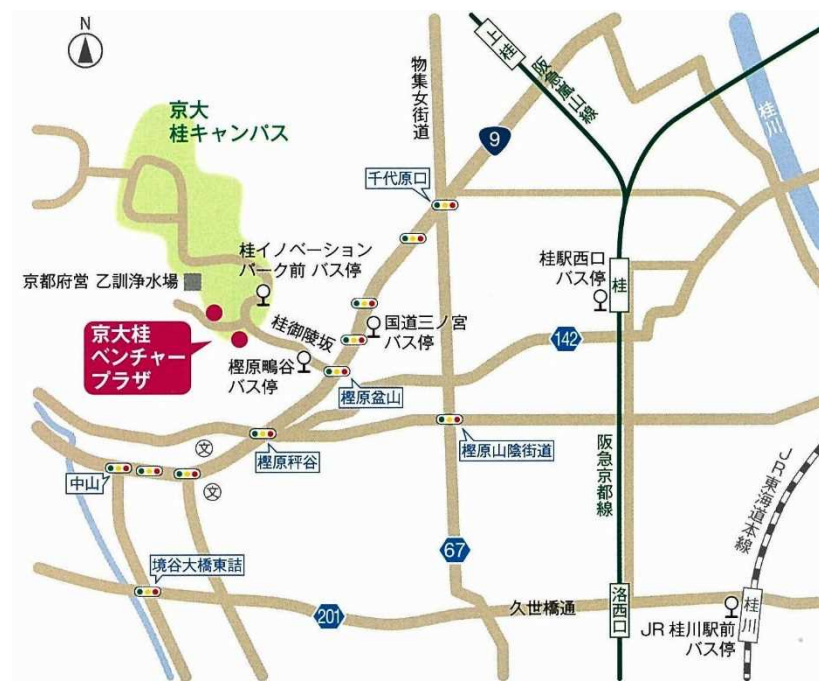 N
京大
桂キャンパス
物集女街道
上桂
阪急嵐山線
9
桂川
千代原口
桂イノベーション
パーク前 バス停
京都府営 乙訓浄水場
桂駅西口
バス停
桂
京大桂
ベンチャー
プラザ
桂御陵坂
国道三ノ宮
バス停
142
樫原鴫谷
バス停
樫原盆山
文
樫原秤谷
樫原山陰街道
中山
文
阪急京都線
JR東海道本線
67
境谷大橋東詰
201
久世橋通
洛西口
桂川
JR 桂川駅前
バス停